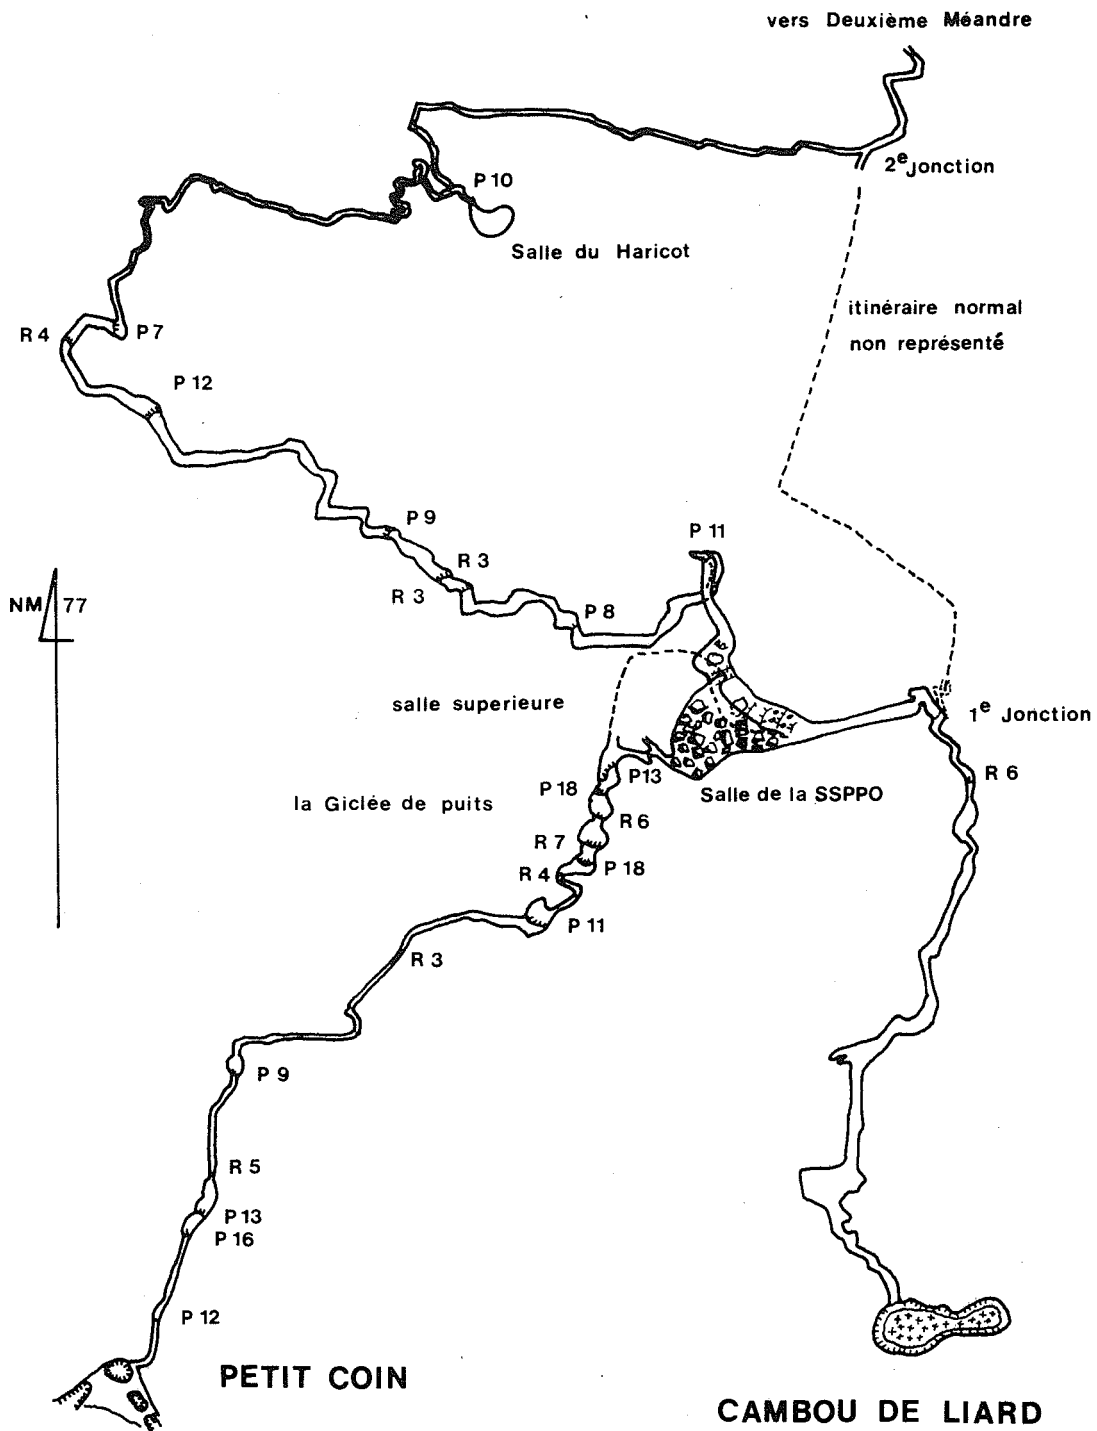 vers Deuxième Méandre
2e Jonction
P 10
Salle du Haricot
itinéraire normal
non représenté
R 4
P 7
P 12
P 9
R 3
R 3
P 11
P 8
NM 77
salle superieure
1e Jonction
R 6
P 18
P13
Salle de la SSPPO
la Giclée de puits
R 6
R 7
P 18
R 4
P 11
R 3
P 9
R 5
P 13
P 16
P 12
PETIT COIN
CAMBOU DE LIARD